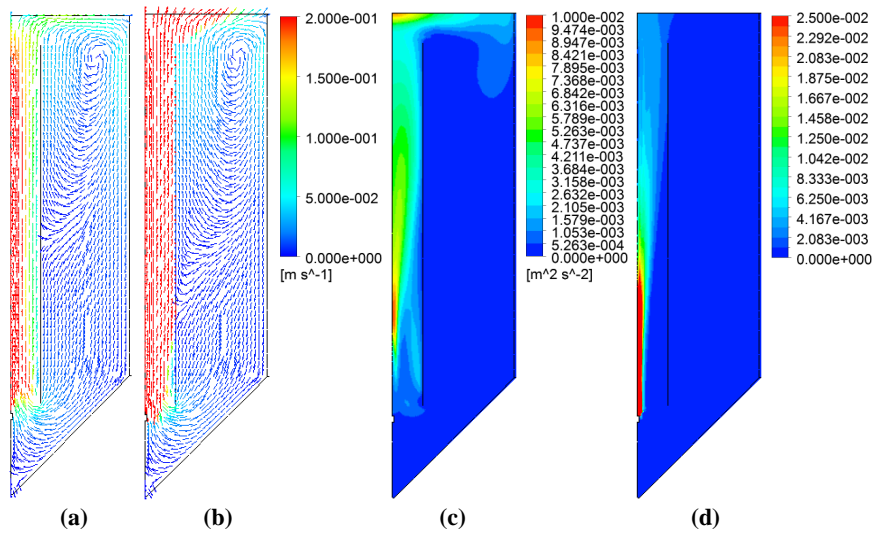 2.000e-001
1.500e-001
1.000e-001
5.000e-002
0.000e+000
[m s^-1]
1.000e-002
9.474e-003
8.947e-003
8.421e-003
7.895e-003
7.368e-003
6.842e-003
6.316e-003
5.789e-003
5.263e-003
4.737e-003
4.211e-003
3.684e-003
3.158e-003
2.632e-003
2.105e-003
1.579e-003
1.053e-003
5.263e-004
0.000e+000
[m^2 s^-2]
2.500e-002
2.292e-002
2.083e-002
1.875e-002
1.667e-002
1.458e-002
1.250e-002
1.042e-002
8.333e-003
6.250e-003
4.167e-003
2.083e-003
0.000e+000
(a) (b) (c) (d)